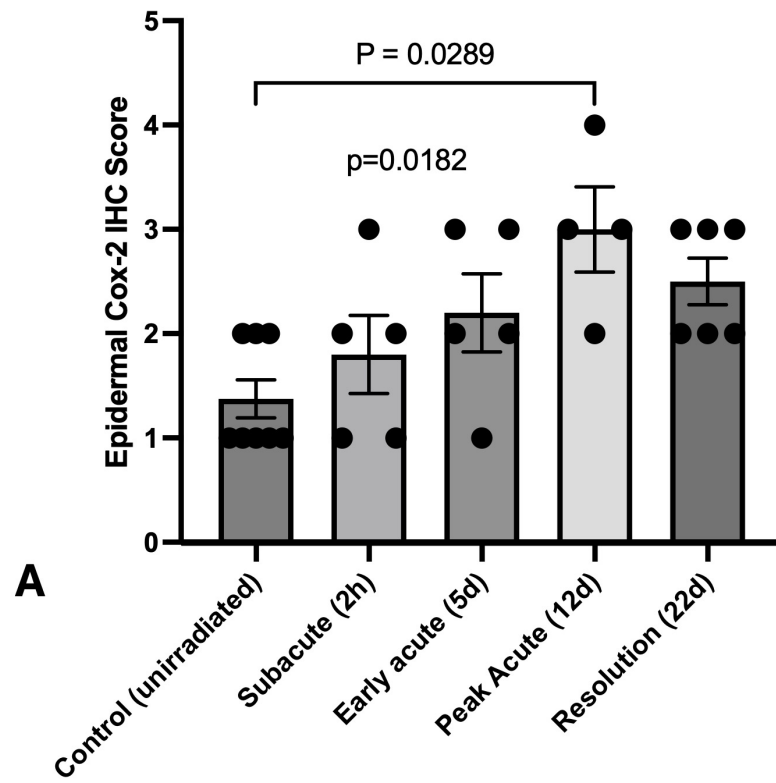 5
P = 0.0289
4
p=0.0182
3
2
1
0
Epidermal Cox-2 IHC Score
A
Control (unirradiated)
Subacute (2h)
Early acute (5d)
Peak Acute (12d)
Resolution (22d)